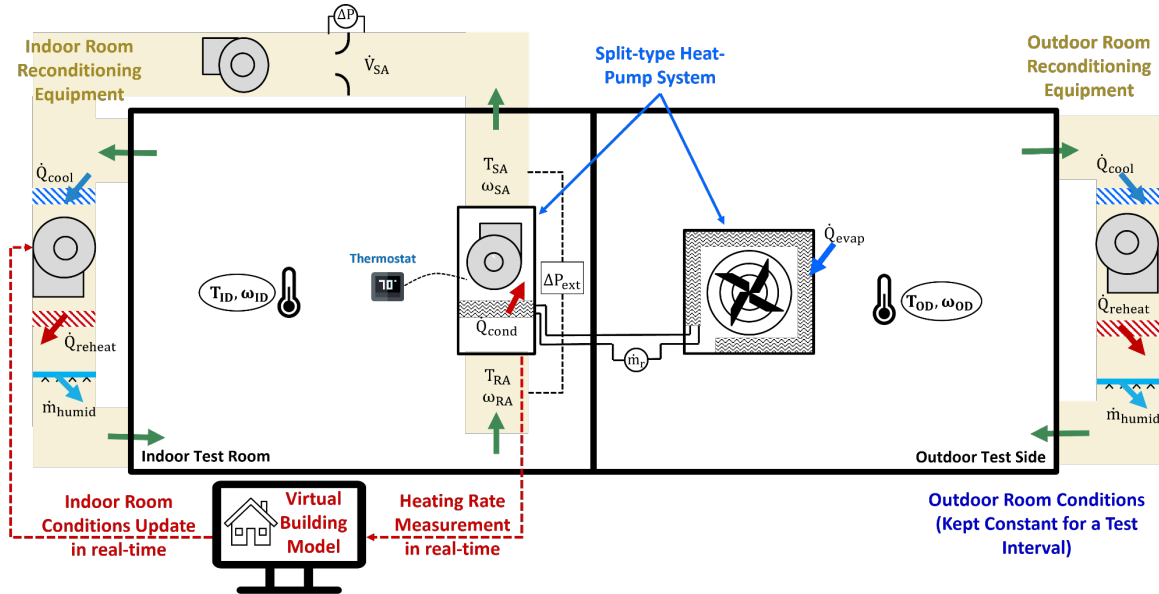 ΔP
Indoor Room
Reconditioning
Equipment
V̇SA
Split-type Heat-
Pump System
Outdoor Room
Reconditioning
Equipment
Q̇cool
TSA
ωSA
Q̇cool
Q̇evap
Thermostat
70°
ΔPext
TID, ωID
TOD, ωOD
Q̇reheat
Q̇cond
ṁr
Q̇reheat
TRA
ωRA
ṁhumid
ṁhumid
Indoor Test Room
Outdoor Test Side
Indoor Room
Conditions Update
in real-time
Virtual
Building
Model
Heating Rate
Measurement
in real-time
Outdoor Room Conditions
(Kept Constant for a Test
Interval)